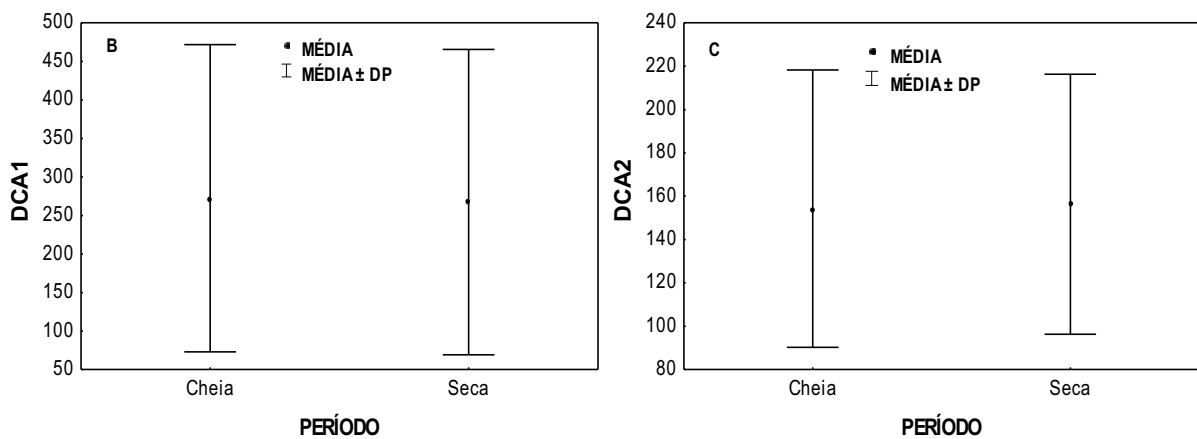 B
MÉDIA
MÉDIA ± DP
500
450
400
350
300
250
200
150
100
50
DCA1
Cheia
Seca
PERÍODO
C
MÉDIA
MÉDIA ± DP
240
220
200
180
160
140
120
100
80
DCA2
Cheia
Seca
PERÍODO